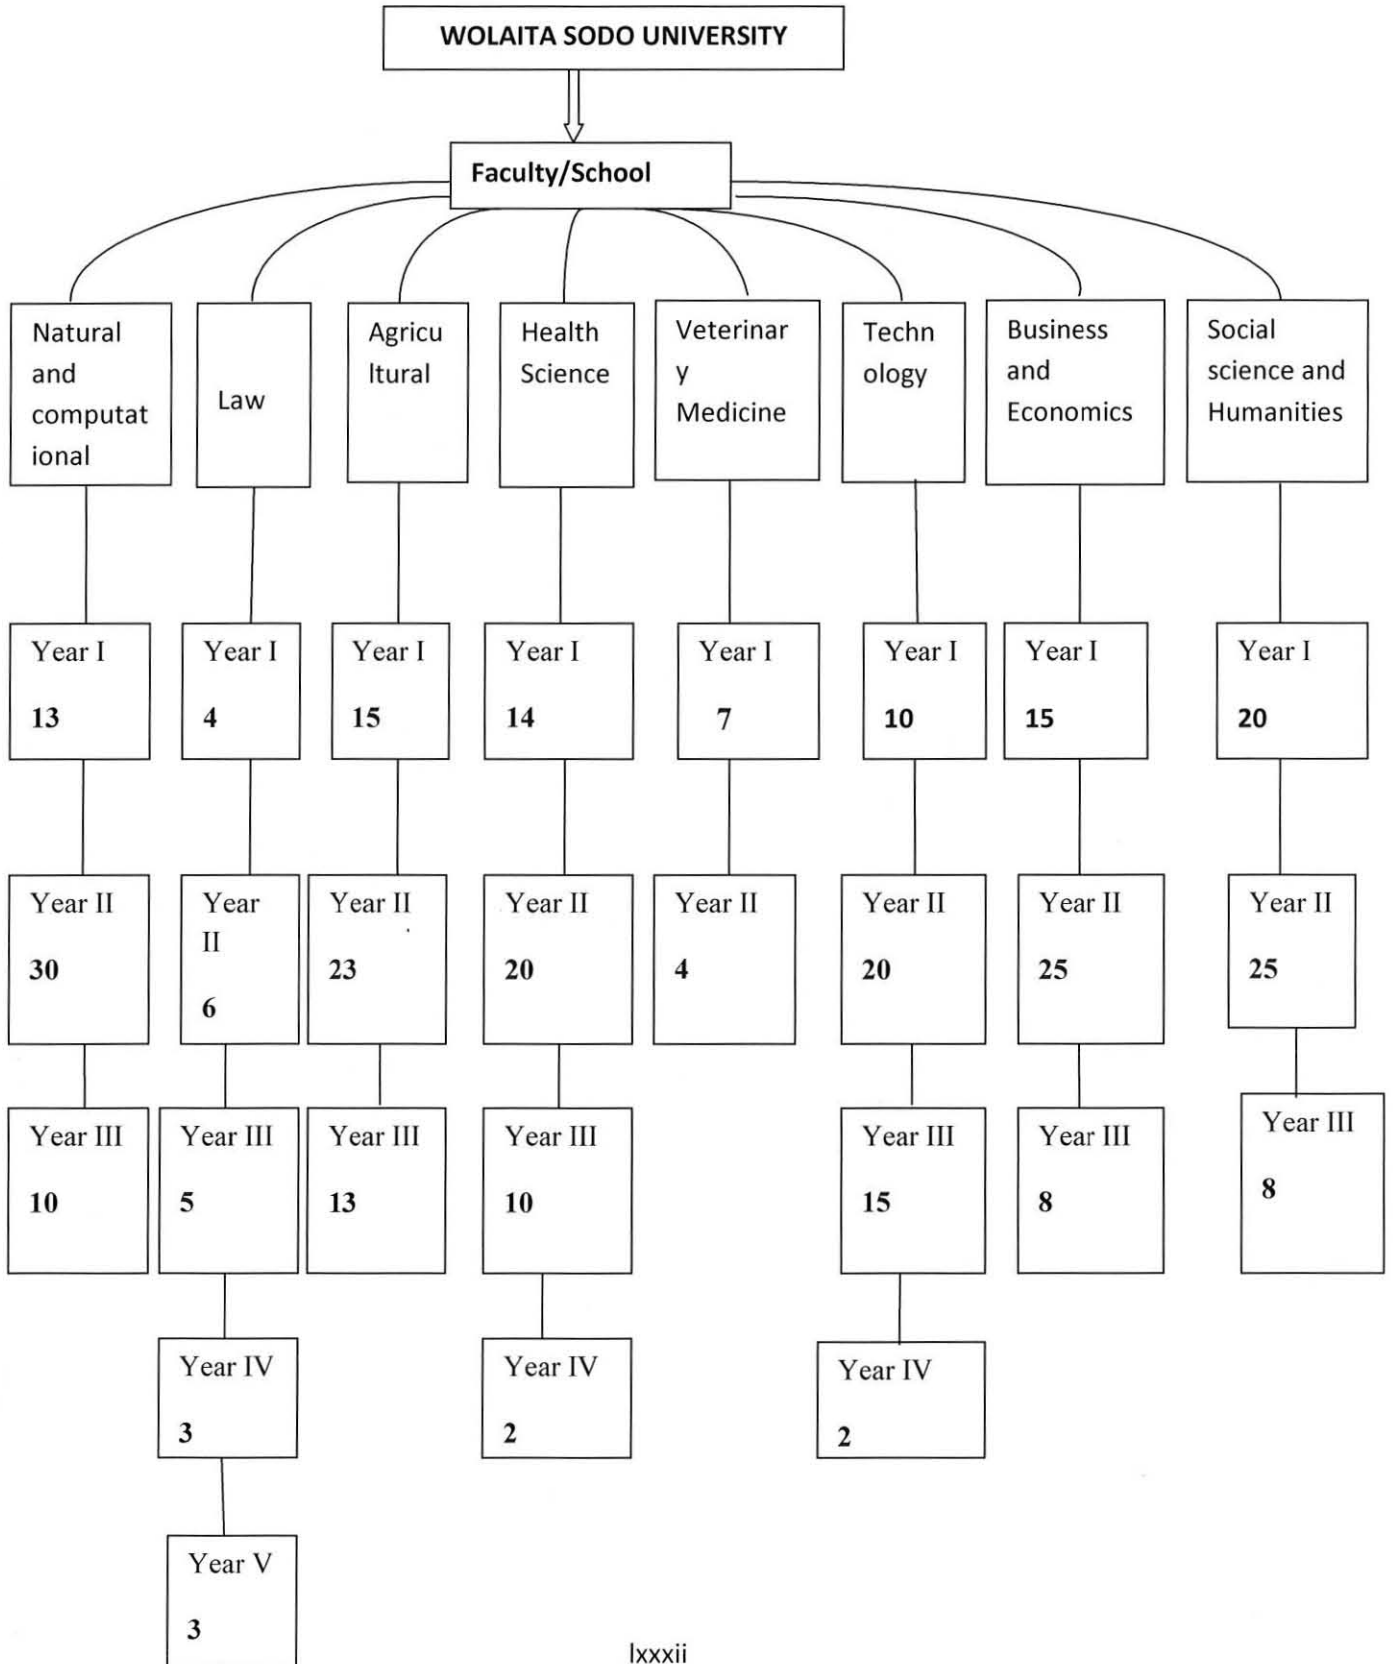 WOLAITA SODO UNIVERSITY
Faculty/School
Natural
and
computat
ional
Law
Agricu
ltural
Health
Science
Veterinar
y
Medicine
Techn
ology
Business
and
Economics
Social
science and
Humanities
Year I
13
Year I
4
Year I
15
Year I
14
Year I
7
Year I
10
Year I
15
Year I
20
Year II
30
Year
II
6
Year II
23
Year II
20
Year II
4
Year II
20
Year II
25
Year II
25
Year III
10
Year III
5
Year III
13
Year III
10
Year III
15
Year III
8
Year III
8
Year IV
3
Year IV
2
Year IV
2
Year V
3
lxxxii